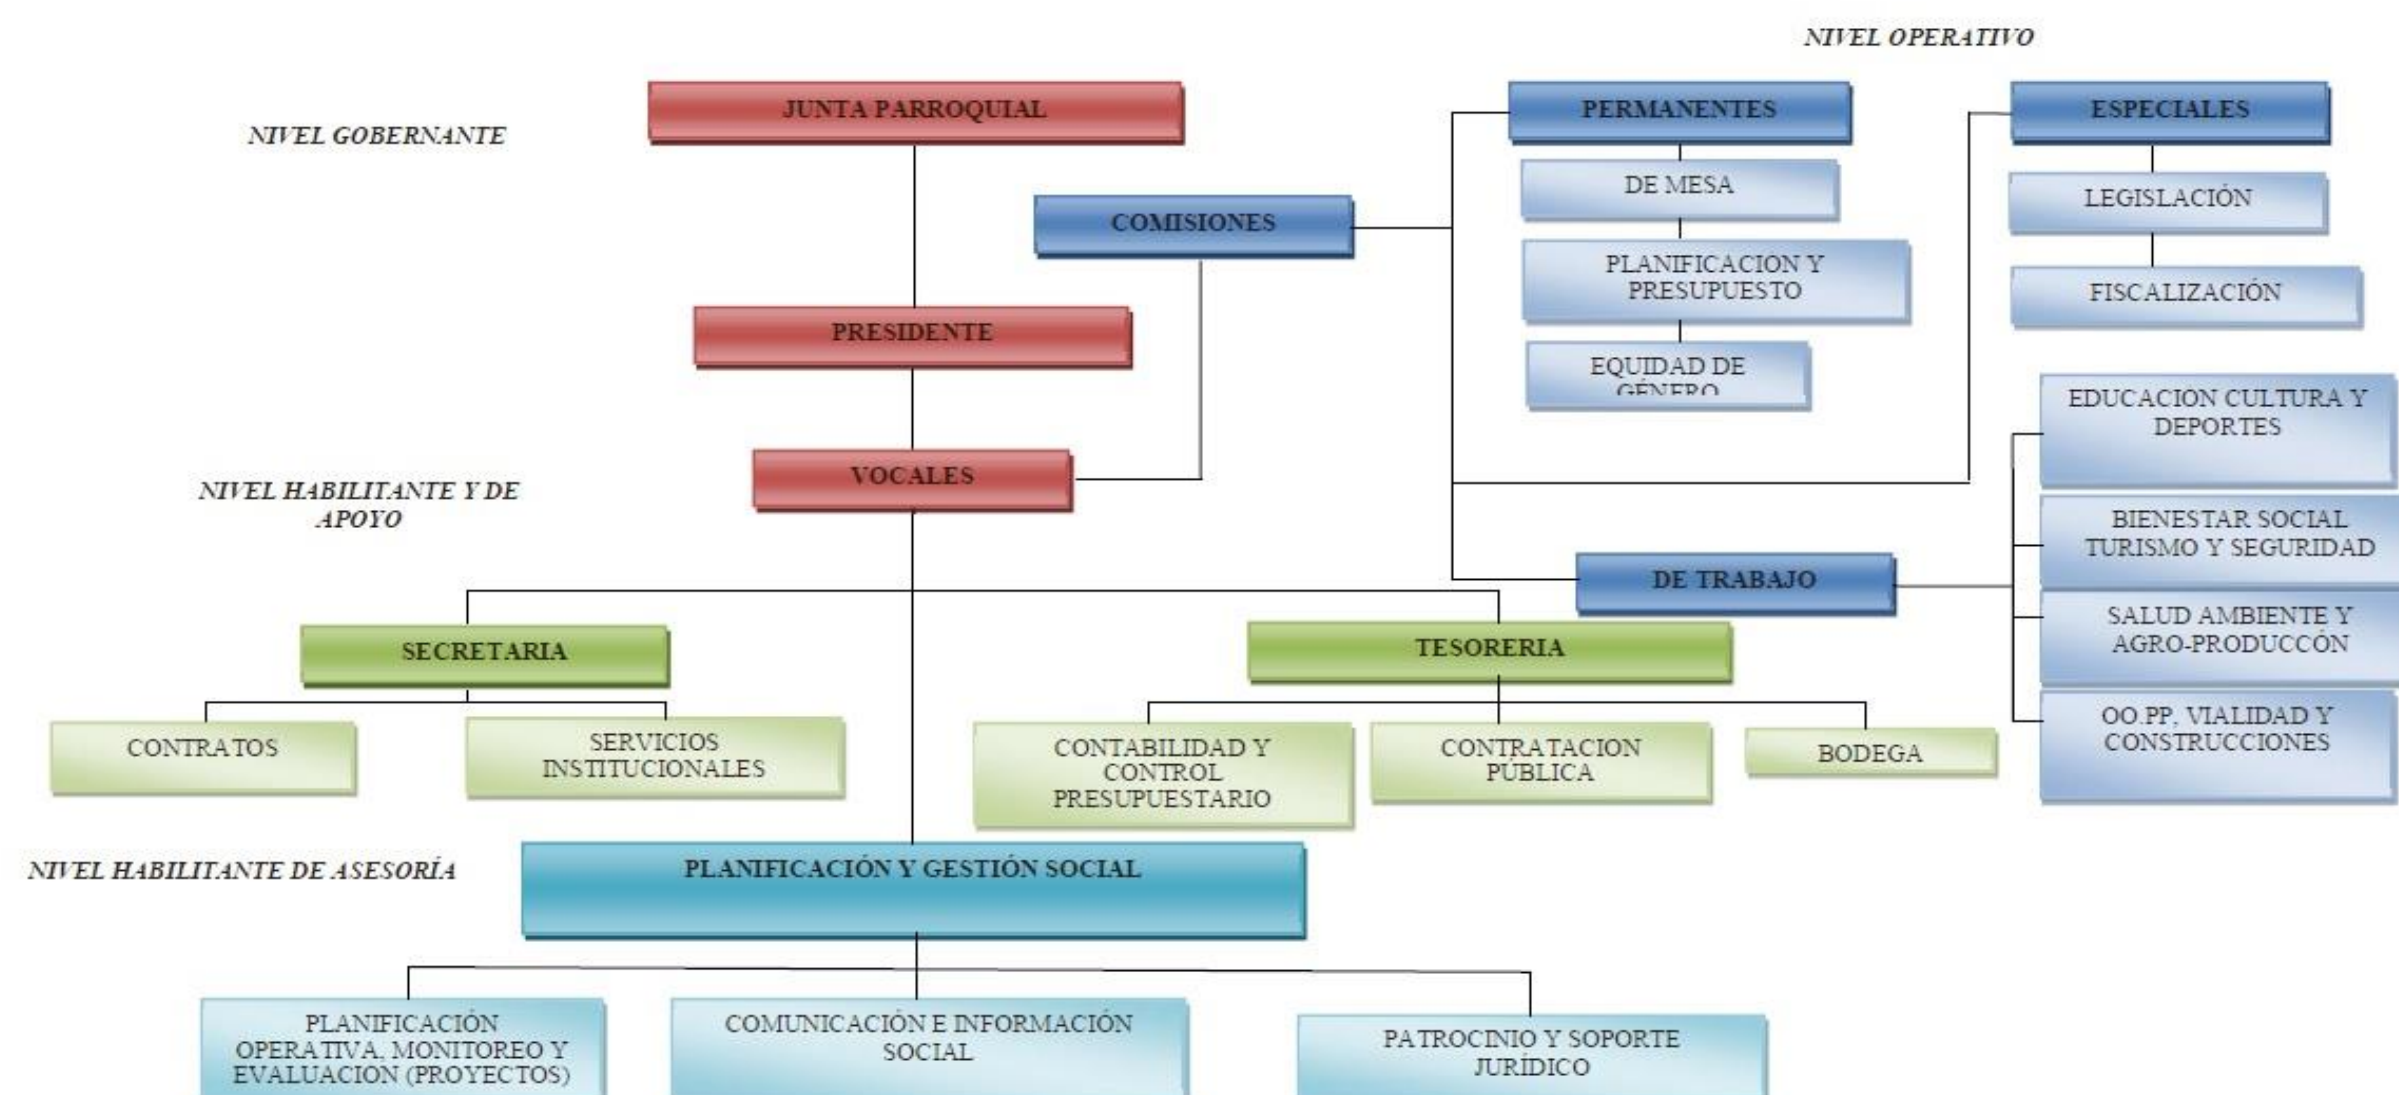 NIVEL OPERATIVO
JUNTA PARROQUIAL
PERMANENTES
ESPECIALES
NIVEL GOBERNANTE
DE MESA
LEGISLACIÓN
COMISIONES
PLANIFICACION Y
PRESUPUESTO
FISCALIZACIÓN
PRESIDENTE
EQUIDAD DE
GÉNERO
EDUCACION CULTURA Y
DEPORTES
VOCALES
NIVEL HABILITANTE Y DE
APOYO
BIENESTAR SOCIAL
TURISMO Y SEGURIDAD
DE TRABAJO
SALUD AMBIENTE Y
AGRO-PRODUCCÓN
SECRETARIA
TESORERIA
OO.PP, VIALIDAD Y
CONSTRUCCIONES
CONTRATOS
SERVICIOS
INSTITUCIONALES
CONTABILIDAD Y
CONTROL
PRESUPUESTARIO
CONTRATACION
PÚBLICA
BODEGA
NIVEL HABILITANTE DE ASESORÍA
PLANIFICACIÓN Y GESTIÓN SOCIAL
PLANIFICACIÓN
OPERATIVA, MONITOREO Y
EVALUACION (PROYECTOS)
COMUNICACIÓN E INFORMACIÓN
SOCIAL
PATROCINIO Y SOPORTE
JURÍDICO